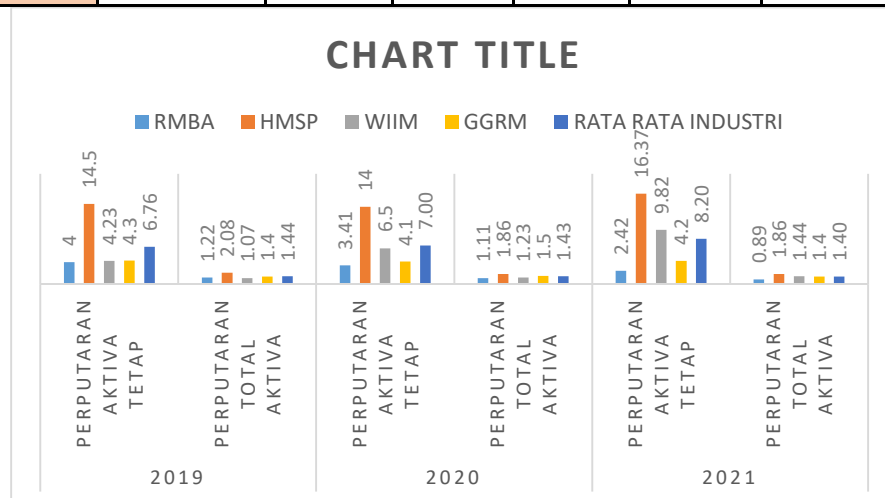 CHART TITLE
RMBA HMSP WIIM GGRM RATA RATA INDUSTRI
4
14.5
4.23
4.3
6.76
1.22
2.08
1.07
1.4
1.44
3.41
14
6.5
4.1
7.00
1.11
1.86
1.23
1.5
1.43
2.42
16.37
9.82
4.2
8.20
0.89
1.86
1.44
1.4
1.40
PERPUTARAN
AKTIVA
TETAP
PERPUTARAN
TOTAL
AKTIVA
PERPUTARAN
AKTIVA
TETAP
PERPUTARAN
TOTAL
AKTIVA
PERPUTARAN
AKTIVA
TETAP
PERPUTARAN
TOTAL
AKTIVA
2019 2020 2021